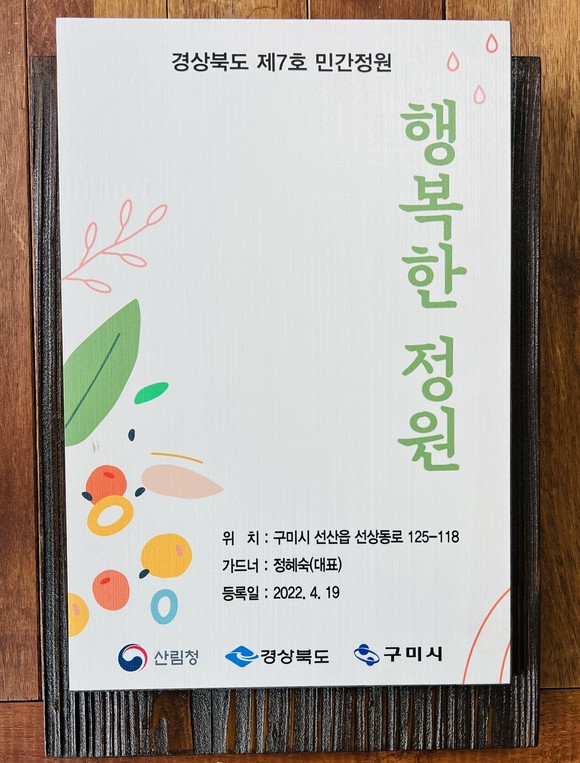 경상북도 제7호 민간정원
행복한 정원
위 치 : 구미시 선산읍 선상동로 125-118
가드너 : 정혜숙(대표)
등록일 : 2022. 4. 19
산림청 경상북도 구미시